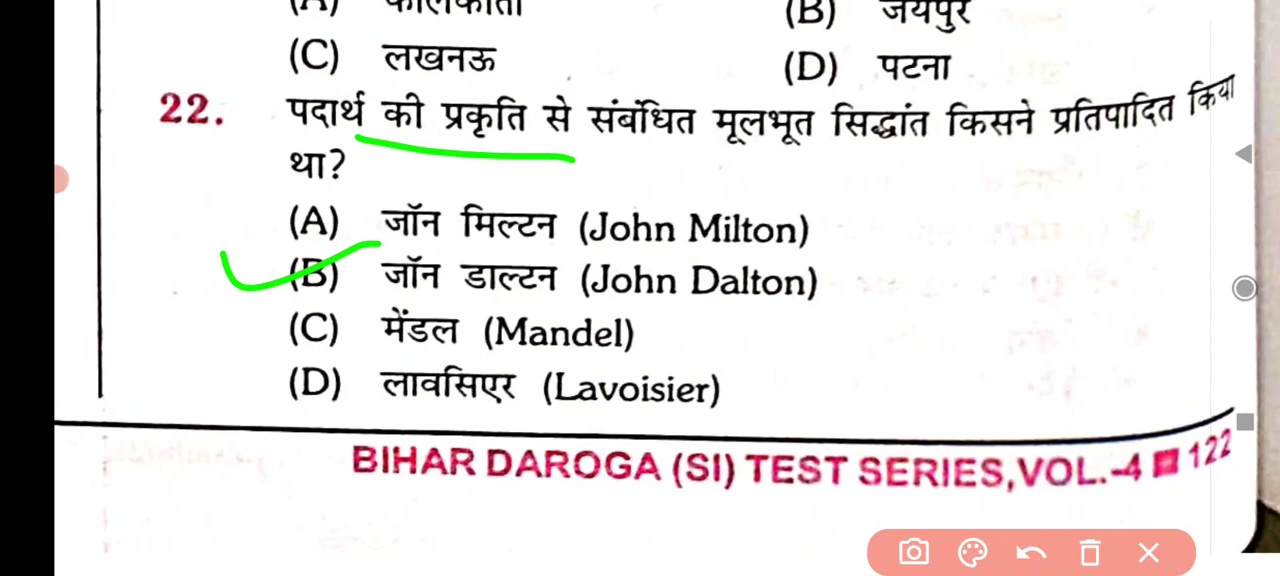 (A) कोलकाता (B) जयपुर
(C) लखनऊ (D) पटना
22. पदार्थ की प्रकृति से संबंधित मूलभूत सिद्धांत किसने प्रतिपादित किया
था?
(A) जॉन मिल्टन (John Milton)
(B) जॉन डाल्टन (John Dalton)
(C) मेंडल (Mandel)
(D) लावसिएर (Lavoisier)
BIHAR DAROGA (SI) TEST SERIES, VOL.-4 122